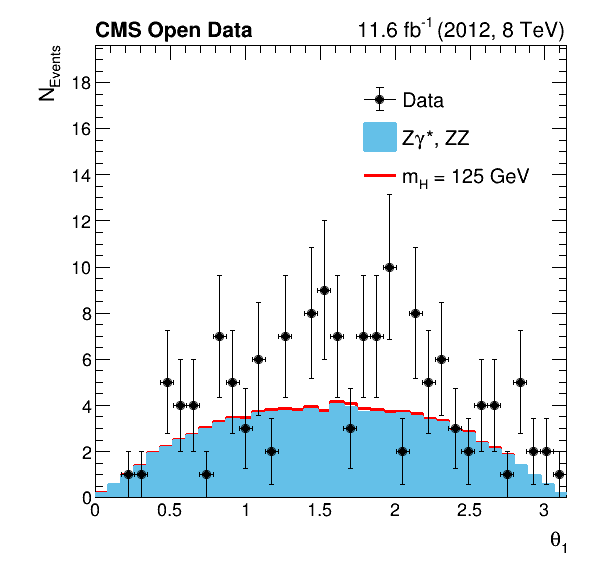 CMS Open Data 11.6 fb-1 (2012, 8 TeV)
NEvents
18
16
14
12
10
8
6
4
2
0
Data
Zγ*, ZZ
mH = 125 GeV
0 0.5 1 1.5 2 2.5 3
θ1